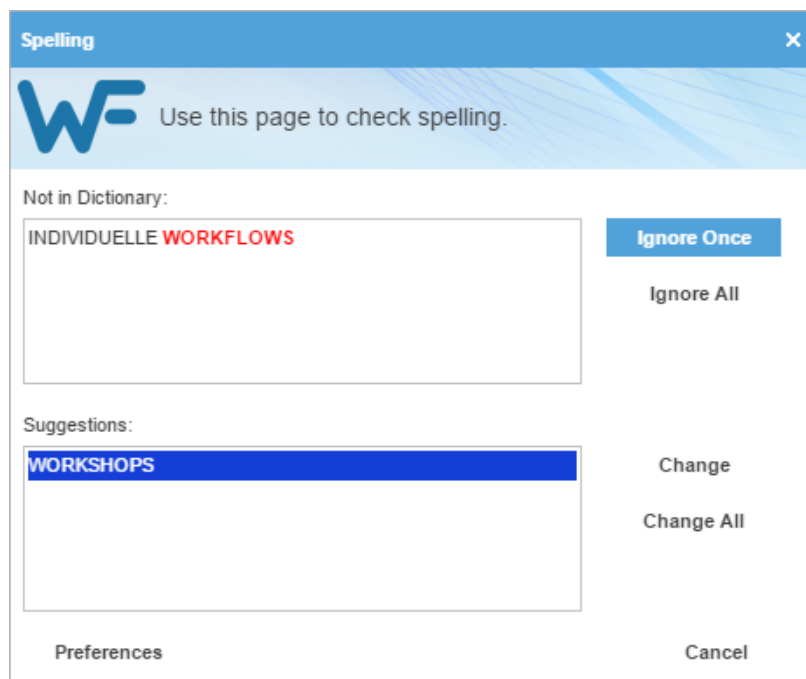 Spelling
WF Use this page to check spelling.
Not in Dictionary:
INDIVIDUELLE WORKFLOWS
Ignore Once
Ignore All
Suggestions:
WORKSHOPS
Change
Change All
Preferences
Cancel